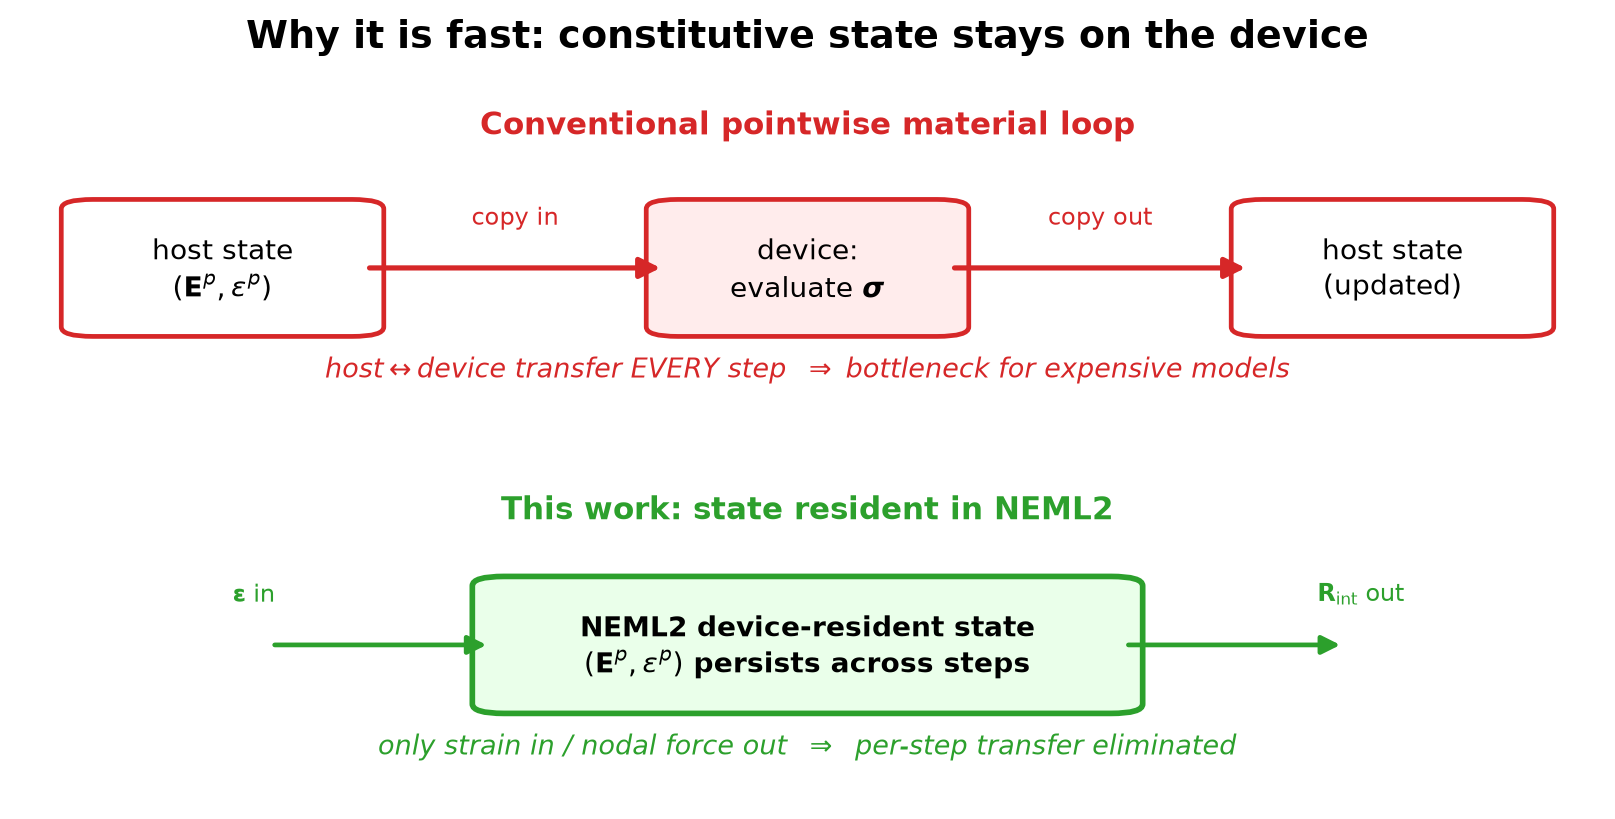 Why it is fast: constitutive state stays on the device
Conventional pointwise material loop
copy in
copy out
host state
(𝐄ᵖ, εᵖ)
device:
evaluate 𝝈
host state
(updated)
host ↔ device transfer EVERY step ⇒ bottleneck for expensive models
This work: state resident in NEML2
𝛆 in
𝐑int out
NEML2 device-resident state
(𝐄ᵖ, εᵖ) persists across steps
only strain in / nodal force out ⇒ per-step transfer eliminated